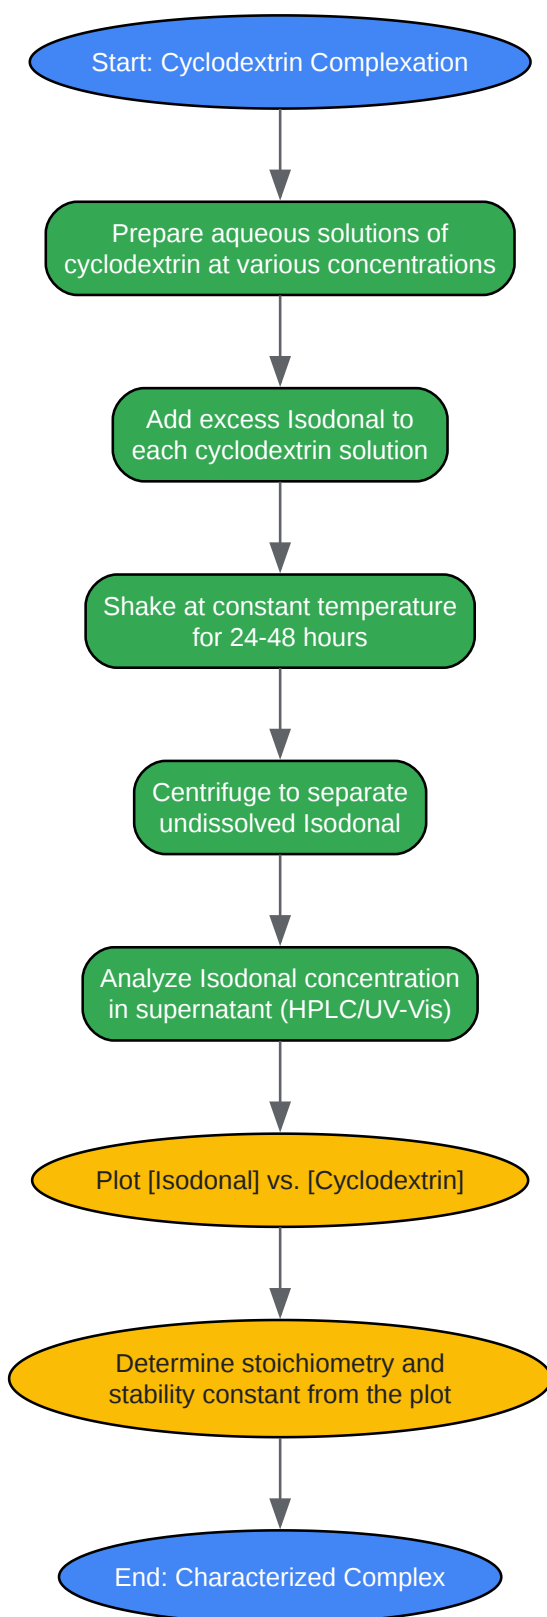 Start: Cyclodextrin Complexation
Prepare aqueous solutions of
cyclodextrin at various concentrations
Add excess Isodonal to
each cyclodextrin solution
Shake at constant temperature
for 24-48 hours
Centrifuge to separate
undissolved Isodonal
Analyze Isodonal concentration
in supernatant (HPLC/UV-Vis)
Plot [Isodonal] vs. [Cyclodextrin]
Determine stoichiometry and
stability constant from the plot
End: Characterized Complex